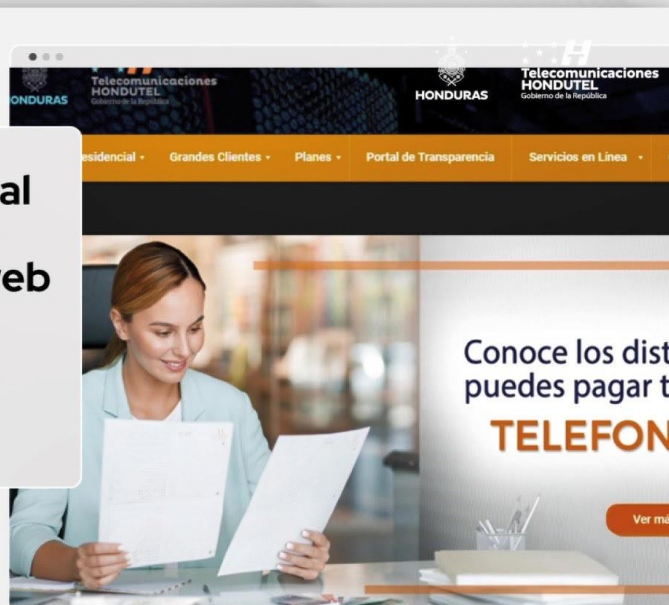 HONDURAS
Telecomunicaciones
HONDUTEL
Gobierno de la República
HONDURAS
Telecomunicaciones
HONDUTEL
Gobierno de la República
esidencial
Grandes Clientes
Planes
Portal de Transparencia
Servicios en Línea
al
eb
Conoce los dist
puedes pagar t
TELEFON
Ver má